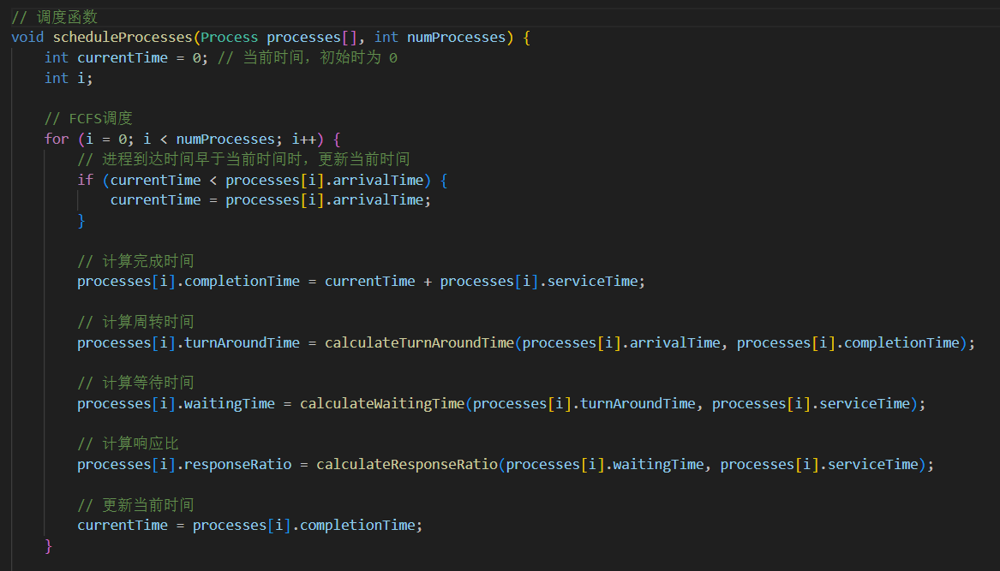 // 调度函数
void scheduleProcesses(Process processes[], int numProcesses) {
    int currentTime = 0; // 当前时间，初始时为 0
    int i;

    // FCFS调度
    for (i = 0; i < numProcesses; i++) {
        // 进程到达时间早于当前时间时，更新当前时间
        if (currentTime < processes[i].arrivalTime) {
            currentTime = processes[i].arrivalTime;
        }

        // 计算完成时间
        processes[i].completionTime = currentTime + processes[i].serviceTime;

        // 计算周转时间
        processes[i].turnAroundTime = calculateTurnAroundTime(processes[i].arrivalTime, processes[i].completionTime);

        // 计算等待时间
        processes[i].waitingTime = calculateWaitingTime(processes[i].turnAroundTime, processes[i].serviceTime);

        // 计算响应比
        processes[i].responseRatio = calculateResponseRatio(processes[i].waitingTime, processes[i].serviceTime);

        // 更新当前时间
        currentTime = processes[i].completionTime;
    }